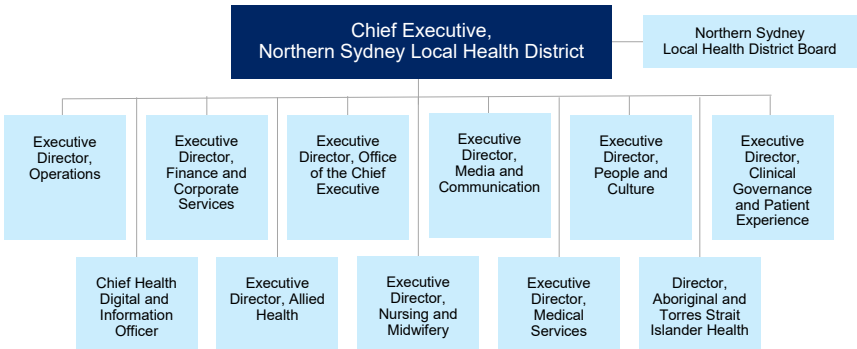 Chief Executive,
Northern Sydney Local Health District
Northern Sydney
Local Health District Board
Executive
Director,
Operations
Executive
Director,
Finance and
Corporate
Services
Executive
Director, Office
of the Chief
Executive
Executive
Director,
Media and
Communication
Executive
Director,
People and
Culture
Executive
Director,
Clinical
Governance
and Patient
Experience
Chief Health
Digital and
Information
Officer
Executive
Director, Allied
Health
Executive
Director,
Nursing and
Midwifery
Executive
Director,
Medical
Services
Director,
Aboriginal and
Torres Strait
Islander Health